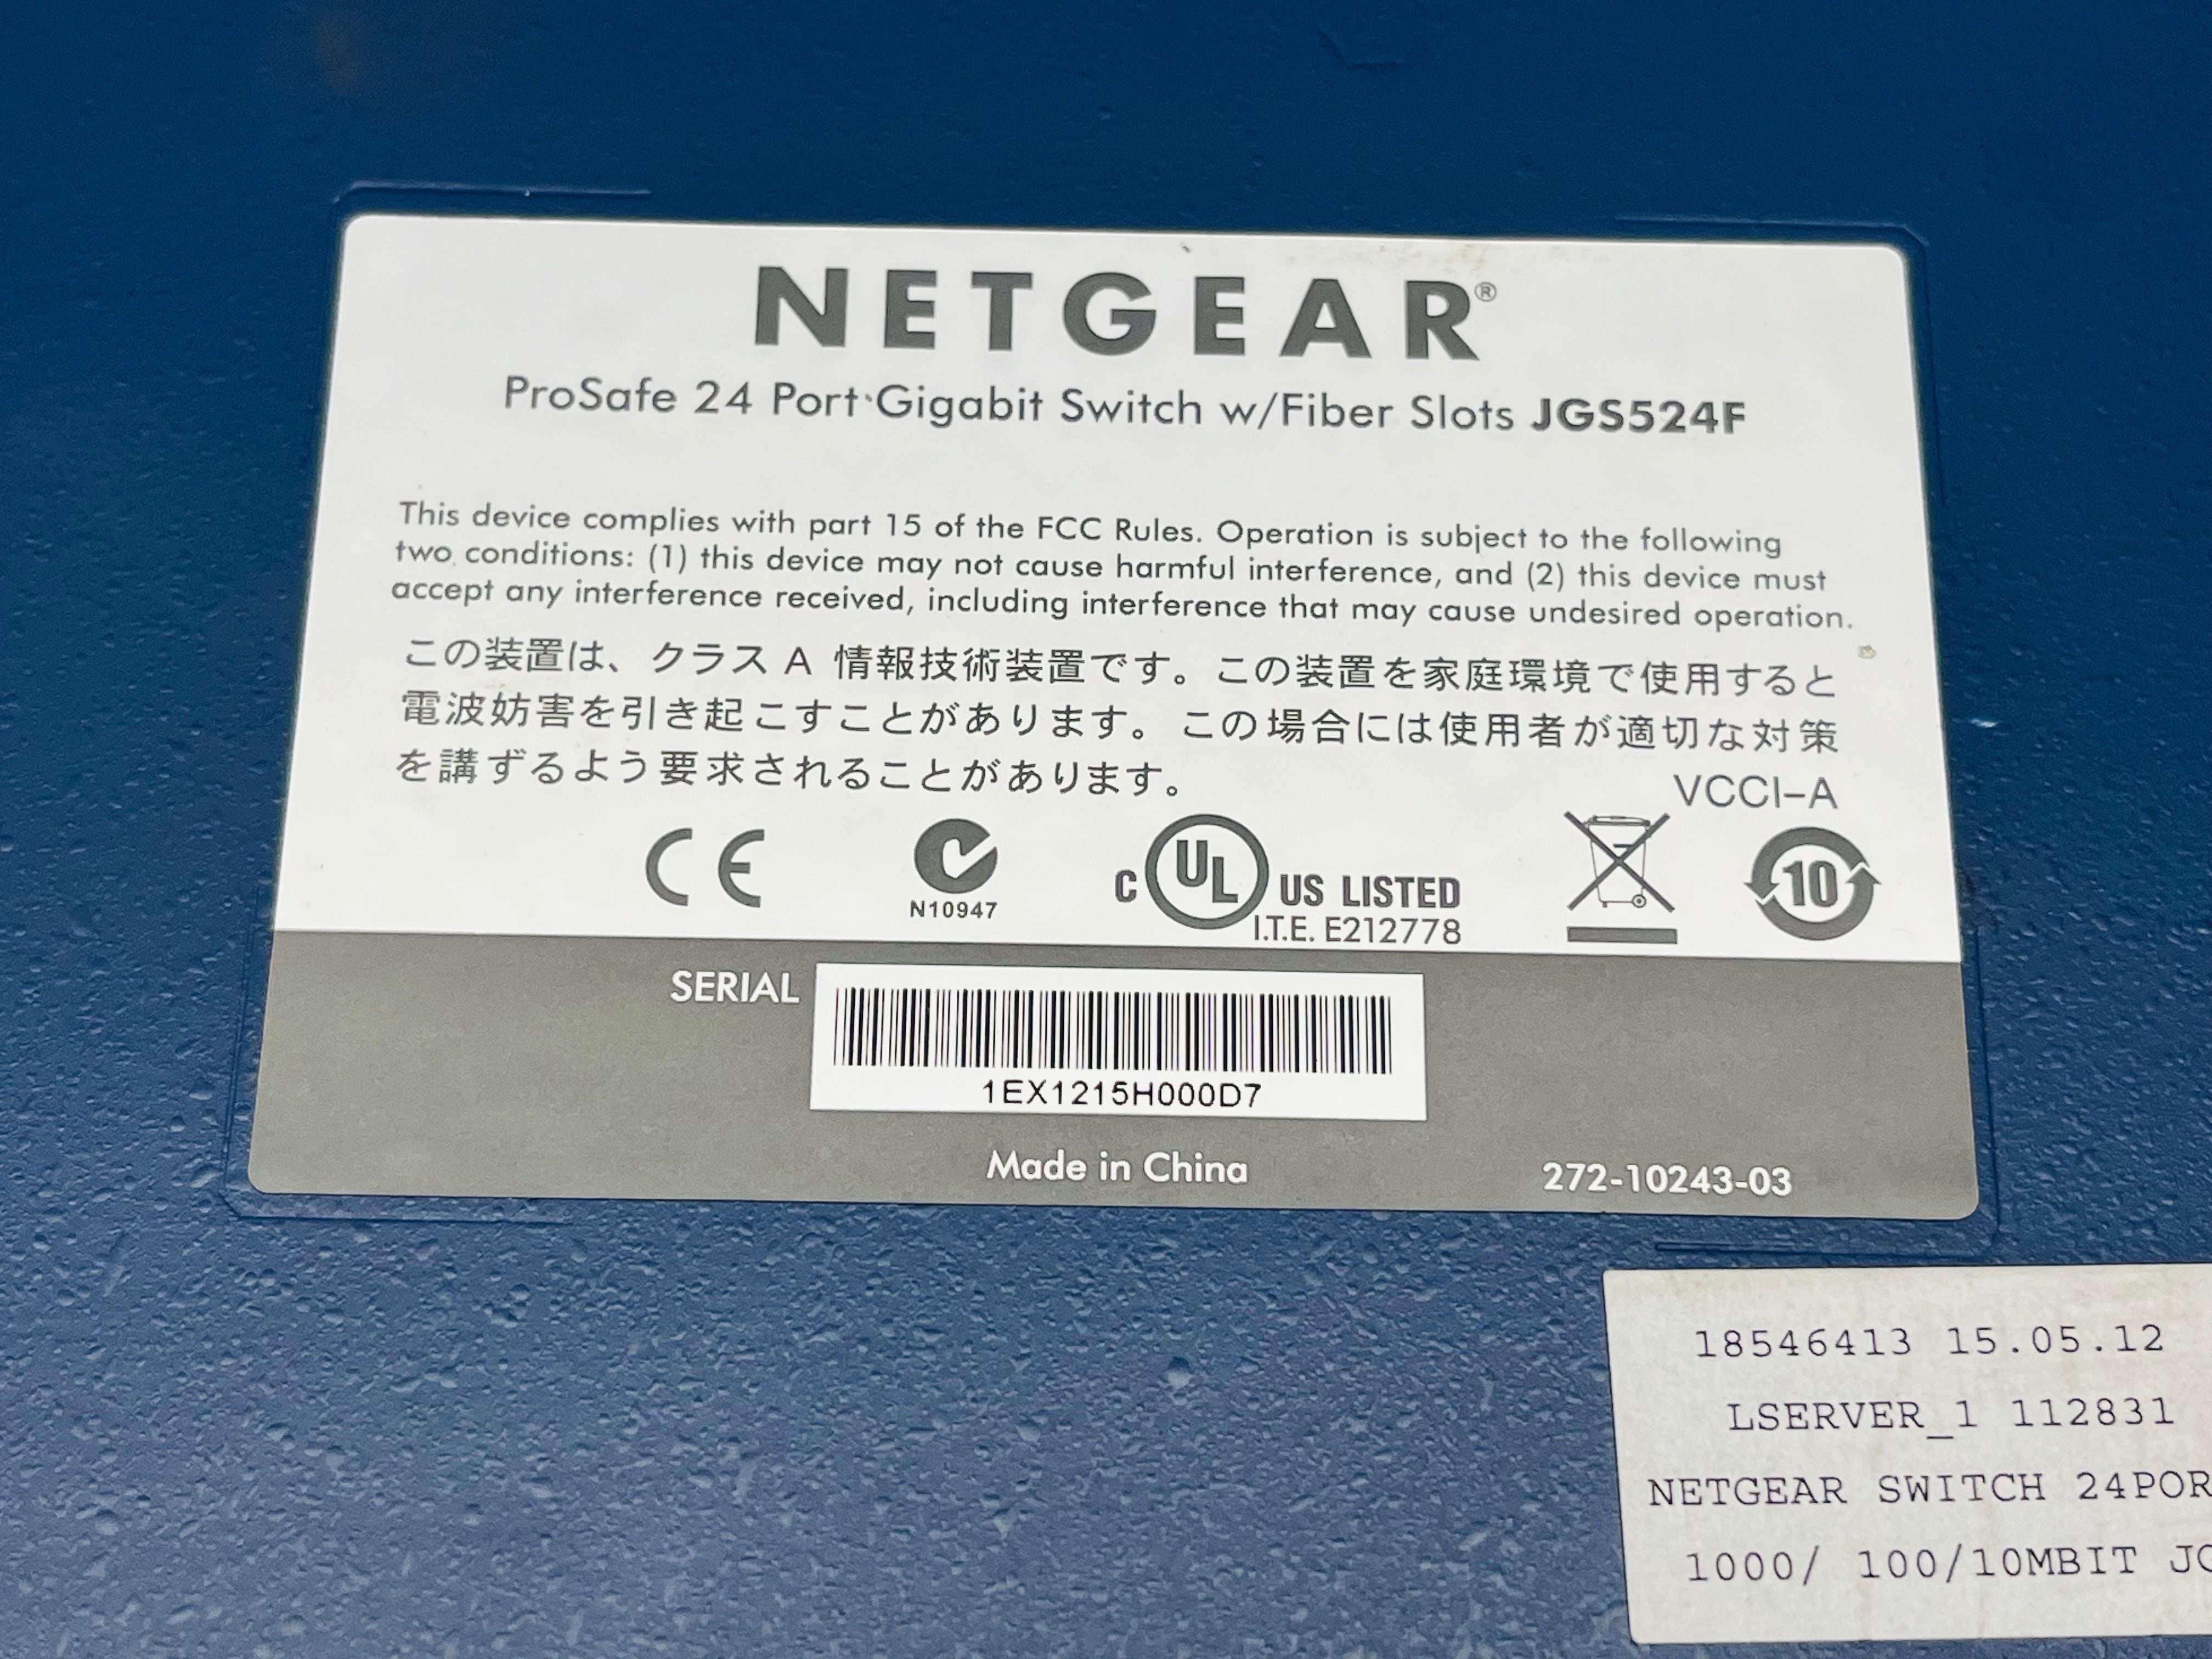 NETGEAR®
ProSafe 24 Port Gigabit Switch w/Fiber Slots JGS524F
This device complies with part 15 of the FCC Rules. Operation is subject to the following
two conditions: (1) this device may not cause harmful interference, and (2) this device must
accept any interference received, including interference that may cause undesired operation.
この装置は、クラス A 情報技術装置です。この装置を家庭環境で使用すると
電波妨害を引き起こすことがあります。この場合には使用者が適切な対策
を講ずるよう要求されることがあります。
VCCI-A
CE
N10947
C UL US LISTED
I.T.E. E212778
10
SERIAL
1EX1215H000D7
Made in China
272-10243-03
18546413 15.05.12
LSERVER_1 112831
NETGEAR SWITCH 24POR
1000/ 100/10MBIT